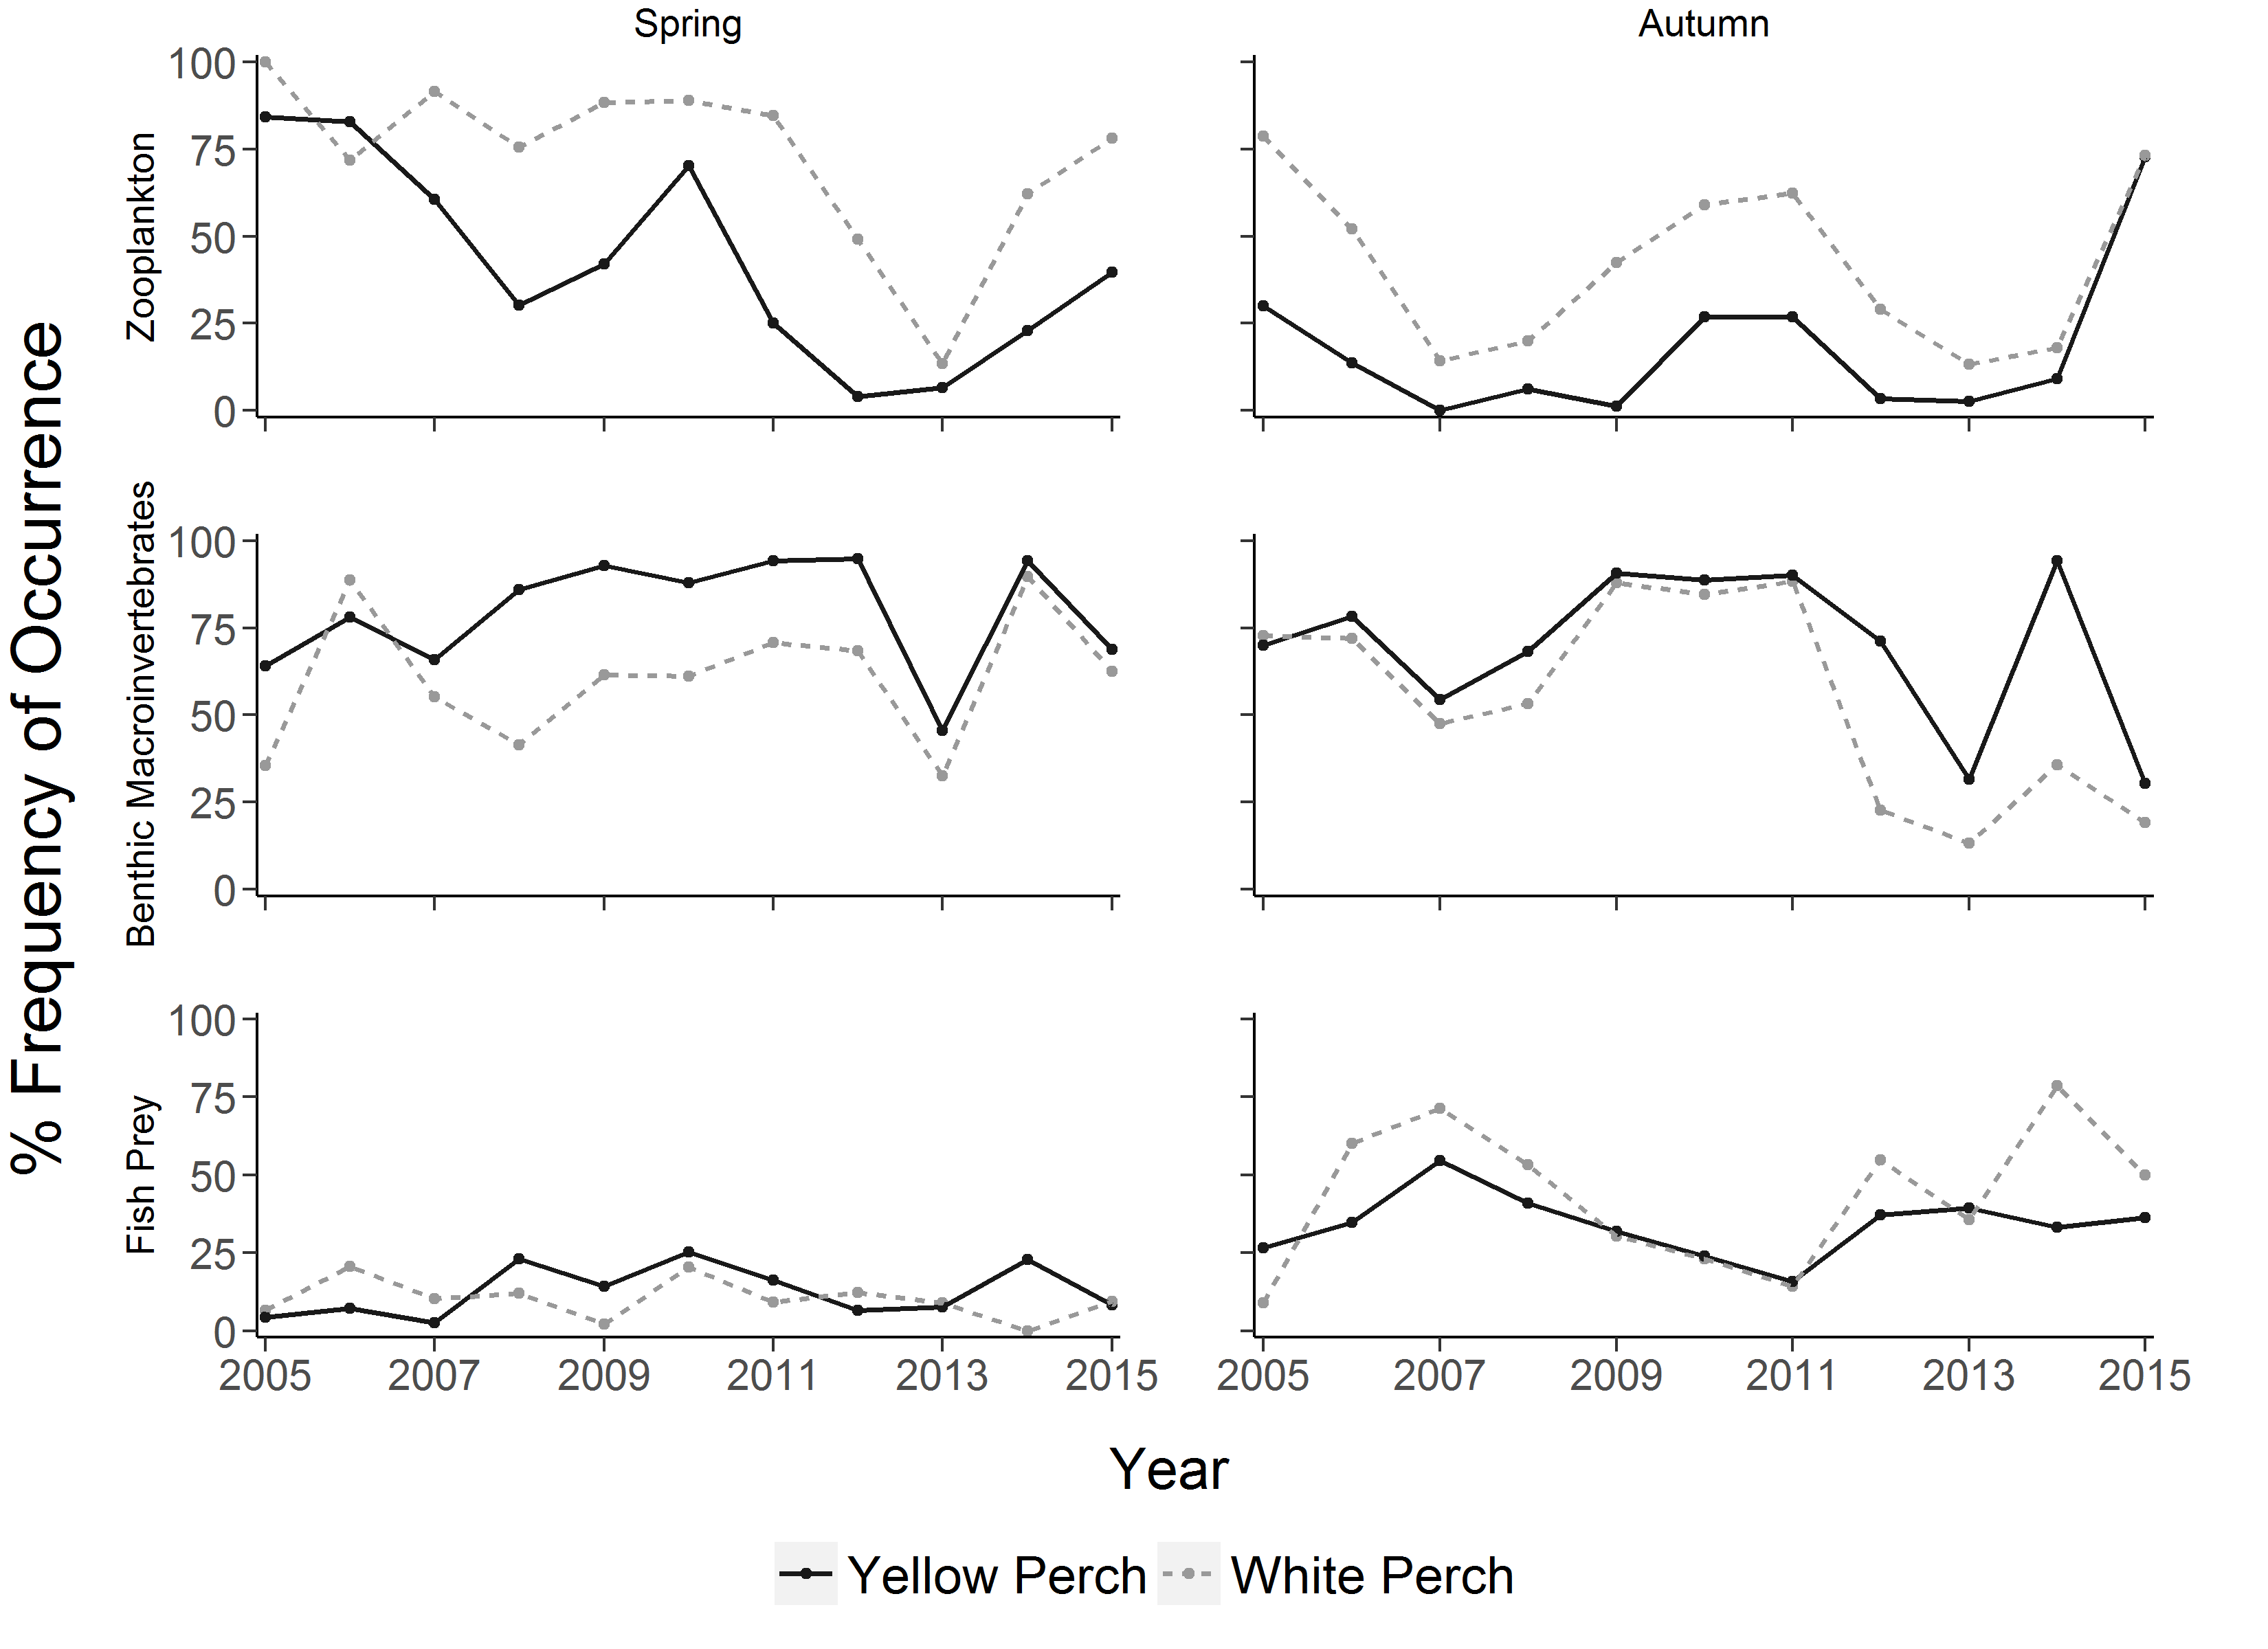 Spring
Autumn
% Frequency of Occurrence
Zooplankton
100
75
50
25
0
Benthic Macroinvertebrates
100
75
50
25
0
Fish Prey
100
75
50
25
0
2005 2007 2009 2011 2013 2015
2005 2007 2009 2011 2013 2015
Year
Yellow Perch White Perch